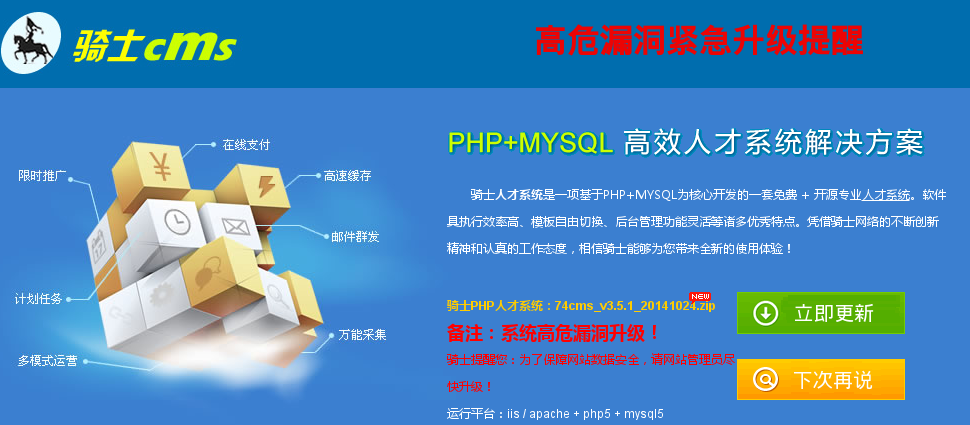 骑士cms
高危漏洞紧急升级提醒
在线支付
限时推广
高速缓存
邮件群发
计划任务
万能采集
多模式运营
PHP+MYSQL 高效人才系统解决方案
骑士人才系统是一项基于PHP+MYSQL为核心开发的一套免费 + 开源专业人才系统。软件
具执行效率高、模板自由切换、后台管理功能灵活等诸多优秀特点。凭借骑士网络的不断创新
精神和认真的工作态度，相信骑士能够为您带来全新的使用体验！
骑士PHP人才系统：74cms_v3.5.1_20141024.zip
NEW
备注：系统高危漏洞升级！
骑士提醒您：为了保障网站数据安全，请网站管理员尽
快升级！
运行平台：iis / apache + php5 + mysql5
立即更新
下次再说